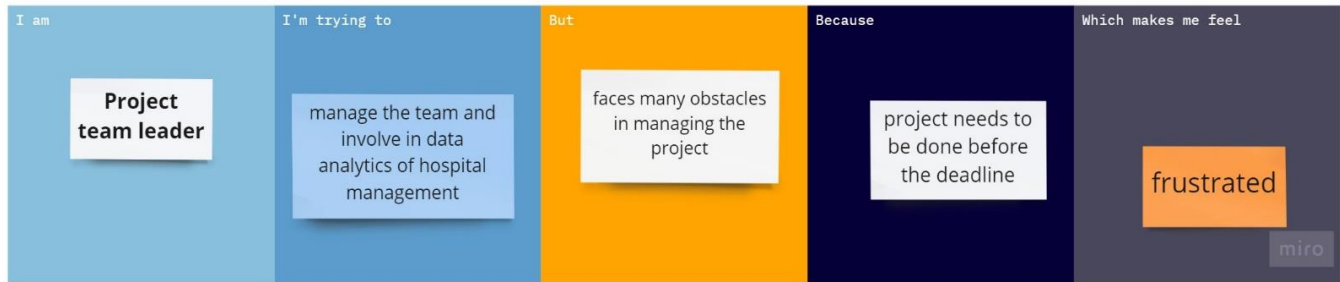 I am
Project
team leader
I'm trying to
manage the team and
involve in data
analytics of hospital
management
But
faces many obstacles
in managing the
project
Because
project needs to
be done before
the deadline
Which makes me feel
frustrated
miro